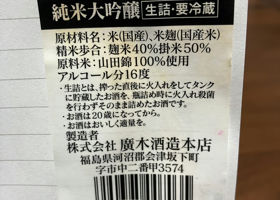 純米大吟醸 生詰・要冷蔵
原材料名：米(国産)、米麹(国産米)
精米歩合：麹米40%掛米50%
原料米：山田錦100%使用
アルコール分16度
・生詰とは、搾った直後に火入れをしてタンク
に貯蔵したお酒を、瓶詰め時に火入れ殺菌
を行わずそのまま詰めたお酒です。
・お酒は20歳になってから。
・お酒はおいしく適量を。
製造者
株式会社 廣木酒造本店
福島県河沼郡会津坂下町
字市中二番甲3574